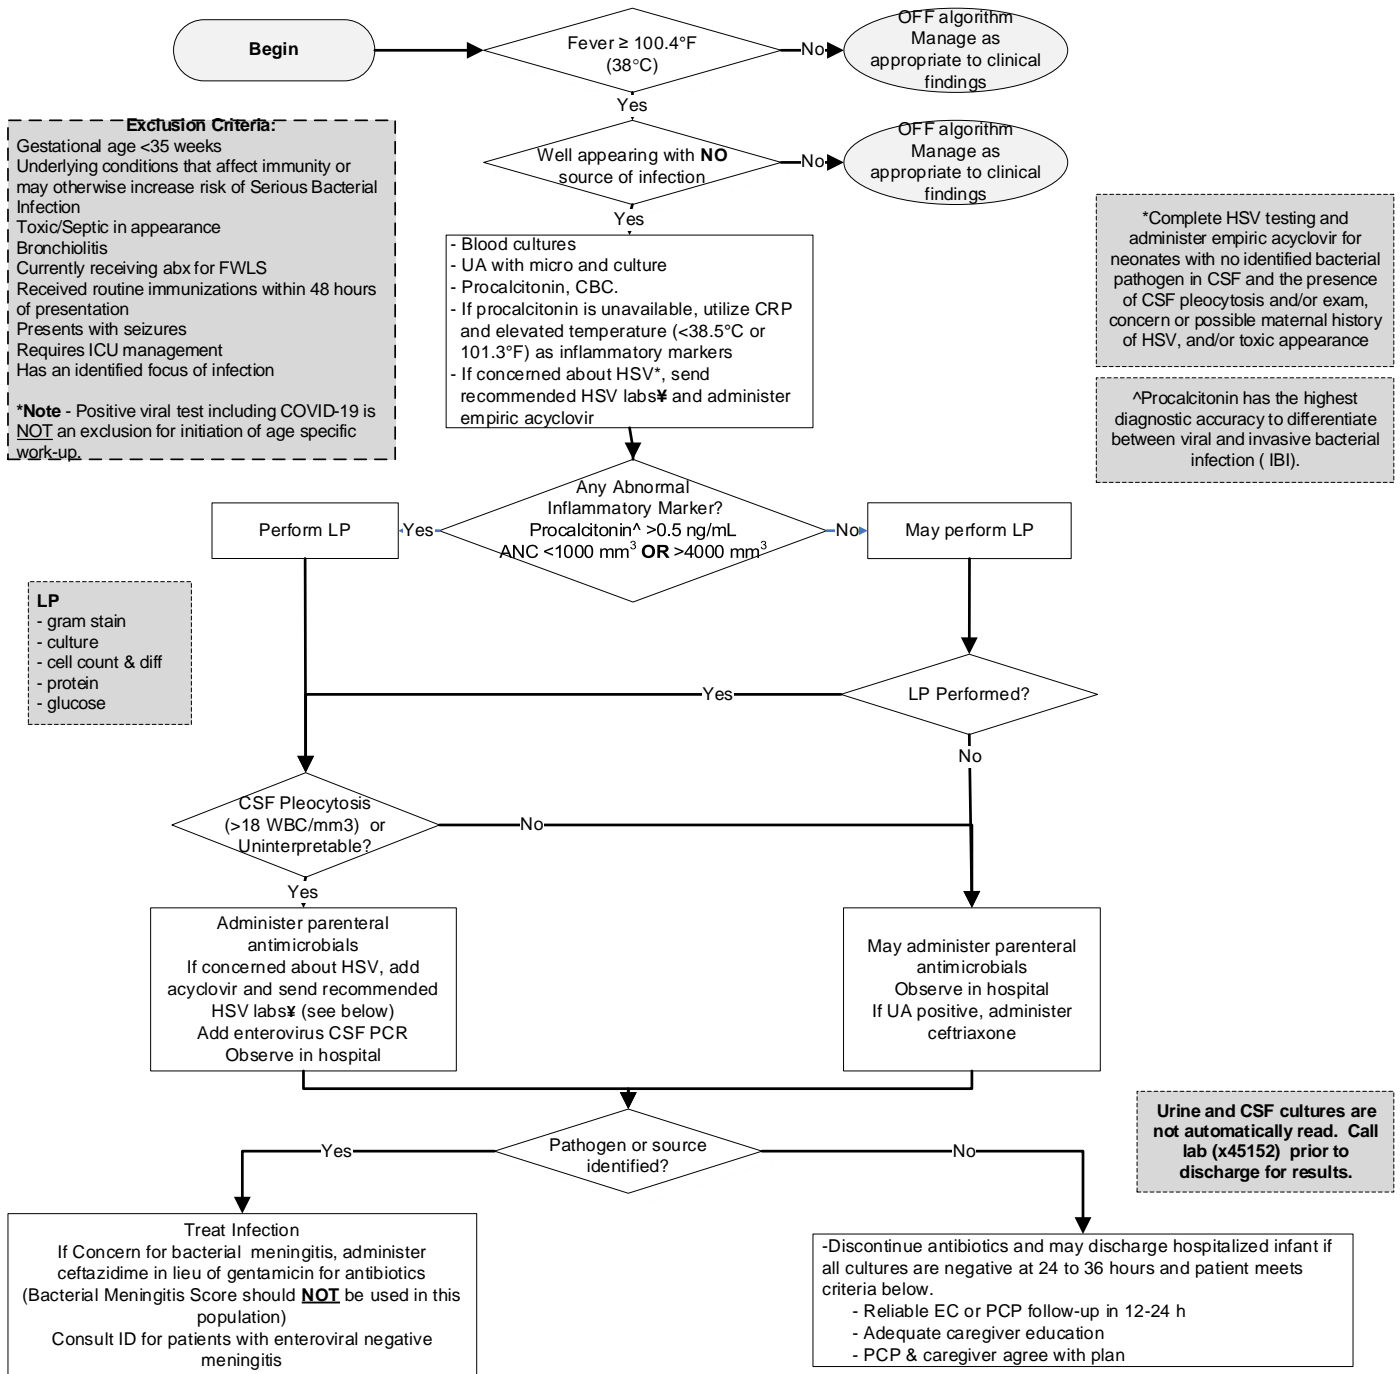 Begin
Fever ≥ 100.4°F
(38°C)
No
OFF algorithm
Manage as
appropriate to clinical
findings
Yes
Exclusion Criteria:
Gestational age <35 weeks
Underlying conditions that affect immunity or
may otherwise increase risk of Serious Bacterial
Infection
Toxic/Septic in appearance
Bronchiolitis
Currently receiving abx for FWLS
Received routine immunizations within 48 hours
of presentation
Presents with seizures
Requires ICU management
Has an identified focus of infection
*Note - Positive viral test including COVID-19 is
NOT an exclusion for initiation of age specific
work-up.
Well appearing with NO
source of infection
No
OFF algorithm
Manage as
appropriate to clinical
findings
Yes
- Blood cultures
- UA with micro and culture
- Procalcitonin, CBC.
- If procalcitonin is unavailable, utilize CRP
and elevated temperature (<38.5°C or
101.3°F) as inflammatory markers
- If concerned about HSV*, send
recommended HSV labs¥ and administer
empiric acyclovir
*Complete HSV testing and
administer empiric acyclovir for
neonates with no identified bacterial
pathogen in CSF and the presence
of CSF pleocytosis and/or exam,
concern or possible maternal history
of HSV, and/or toxic appearance
^Procalcitonin has the highest
diagnostic accuracy to differentiate
between viral and invasive bacterial
infection ( IBI).
Any Abnormal
Inflammatory Marker?
Procalcitonin^ >0.5 ng/mL
ANC <1000 mm³ OR >4000 mm³
Yes
Perform LP
No
May perform LP
LP
- gram stain
- culture
- cell count & diff
- protein
- glucose
LP Performed?
Yes
No
CSF Pleocytosis
(>18 WBC/mm3) or
Uninterpretable?
No
Yes
Administer parenteral
antimicrobials
If concerned about HSV, add
acyclovir and send recommended
HSV labs¥ (see below)
Add enterovirus CSF PCR
Observe in hospital
May administer parenteral
antimicrobials
Observe in hospital
If UA positive, administer
ceftriaxone
Urine and CSF cultures are
not automatically read. Call
lab (x45152) prior to
discharge for results.
Pathogen or source
identified?
Yes
No
Treat Infection
If Concern for bacterial meningitis, administer
ceftazidime in lieu of gentamicin for antibiotics
(Bacterial Meningitis Score should NOT be used in this
population)
Consult ID for patients with enteroviral negative
meningitis
-Discontinue antibiotics and may discharge hospitalized infant if
all cultures are negative at 24 to 36 hours and patient meets
criteria below.
- Reliable EC or PCP follow-up in 12-24 h
- Adequate caregiver education
- PCP & caregiver agree with plan